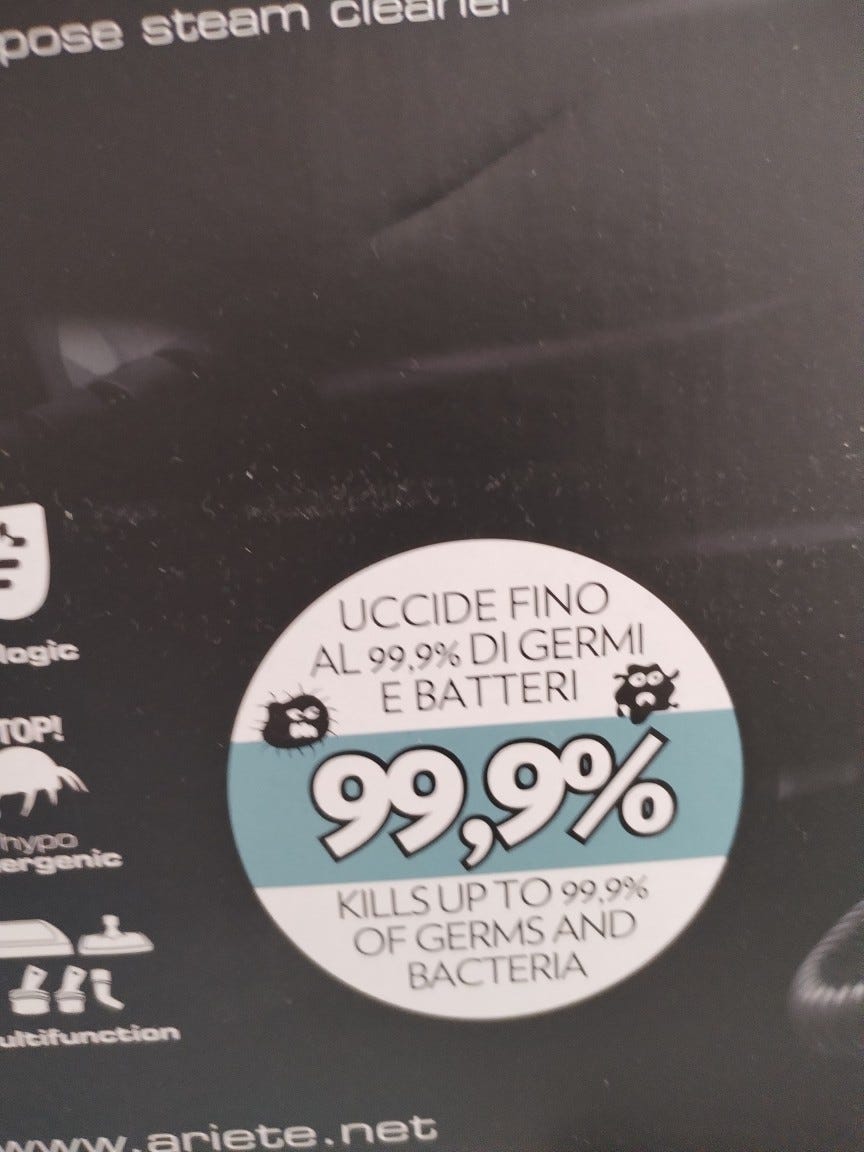 pose steam cleaner
logic
TOP!
hypo
ergenic
ultifunction
UCCIDE FINO
AL 99,9% DI GERMI
E BATTERI
99,9%
KILLS UP TO 99,9%
OF GERMS AND
BACTERIA
www.ariete.net